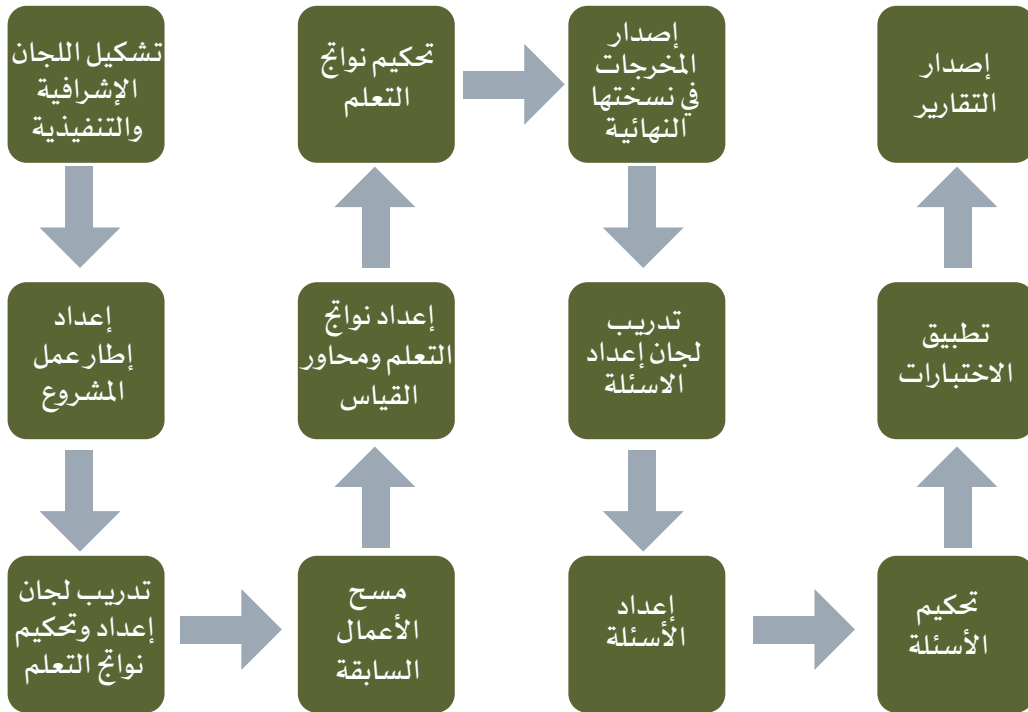 تشكيل اللجان
الإشرافية
والتنفيذية
إعداد
إطار عمل
المشروع
تدريب لجان
إعداد وتحكيم
نواتج التعلم
مسح
الأعمال
السابقة
إعداد نواتج
التعلم ومحاور
القياس
تحكيم نواتج
التعلم
إصدار
المخرجات
في نسختها
النهائية
تدريب
لجان إعداد
الاسئلة
إعداد
الأسئلة
تحكيم
الأسئلة
تطبيق
الاختبارات
إصدار
التقارير